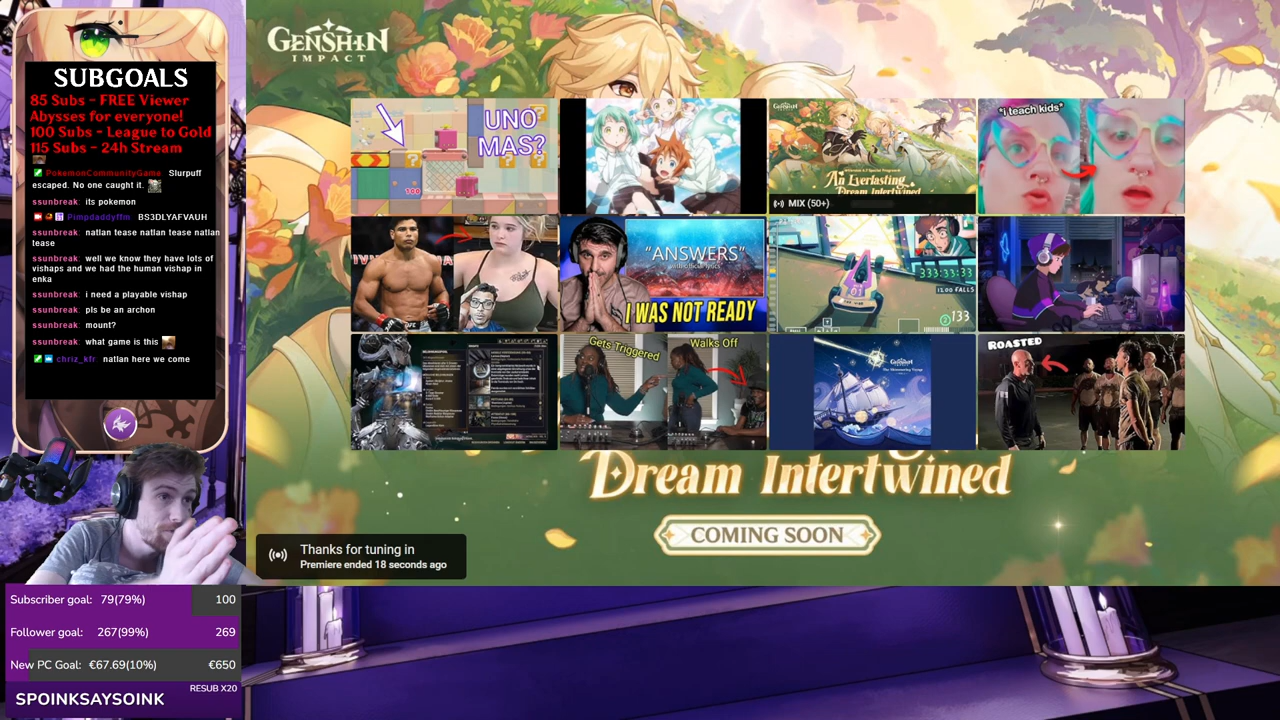 SUBGOALS
85 Subs - FREE Viewer
Abysses for everyone!
100 Subs - League to Gold
115 Subs - 24h Stream
PokemonCommunityGame Slurpuff
escaped. No one caught it.
ssunbreak: its pokemon
Pimpdaddyffm BS3DLYAFVAUH
ssunbreak: natlan tease natlan natlan
tease
ssunbreak: well we know they have lots of
vishaps and we had the human vishap in
enka
ssunbreak: i need a playable vishap
ssunbreak: pls be an archon
ssunbreak: mount?
ssunbreak: what game is this
chriz_kfr natlan here we come
Subscriber goal: 79(79%) 100
Follower goal: 267(99%) 269
New PC Goal: €67.69(10%) €650
RESUB X20
SPOINKSAYSOINK
GENSHIN
IMPACT
UNO
MAS?
100
An Everlasting
Dream Intertwined
MIX (50+)
*i teach kids*
"ANSWERS"
I WAS NOT READY
333:33:33
1200 FALLS
133
Gets Triggered
Walks Off
ROASTED
Dream Intertwined
COMING SOON
Thanks for tuning in
Premiere ended 18 seconds ago